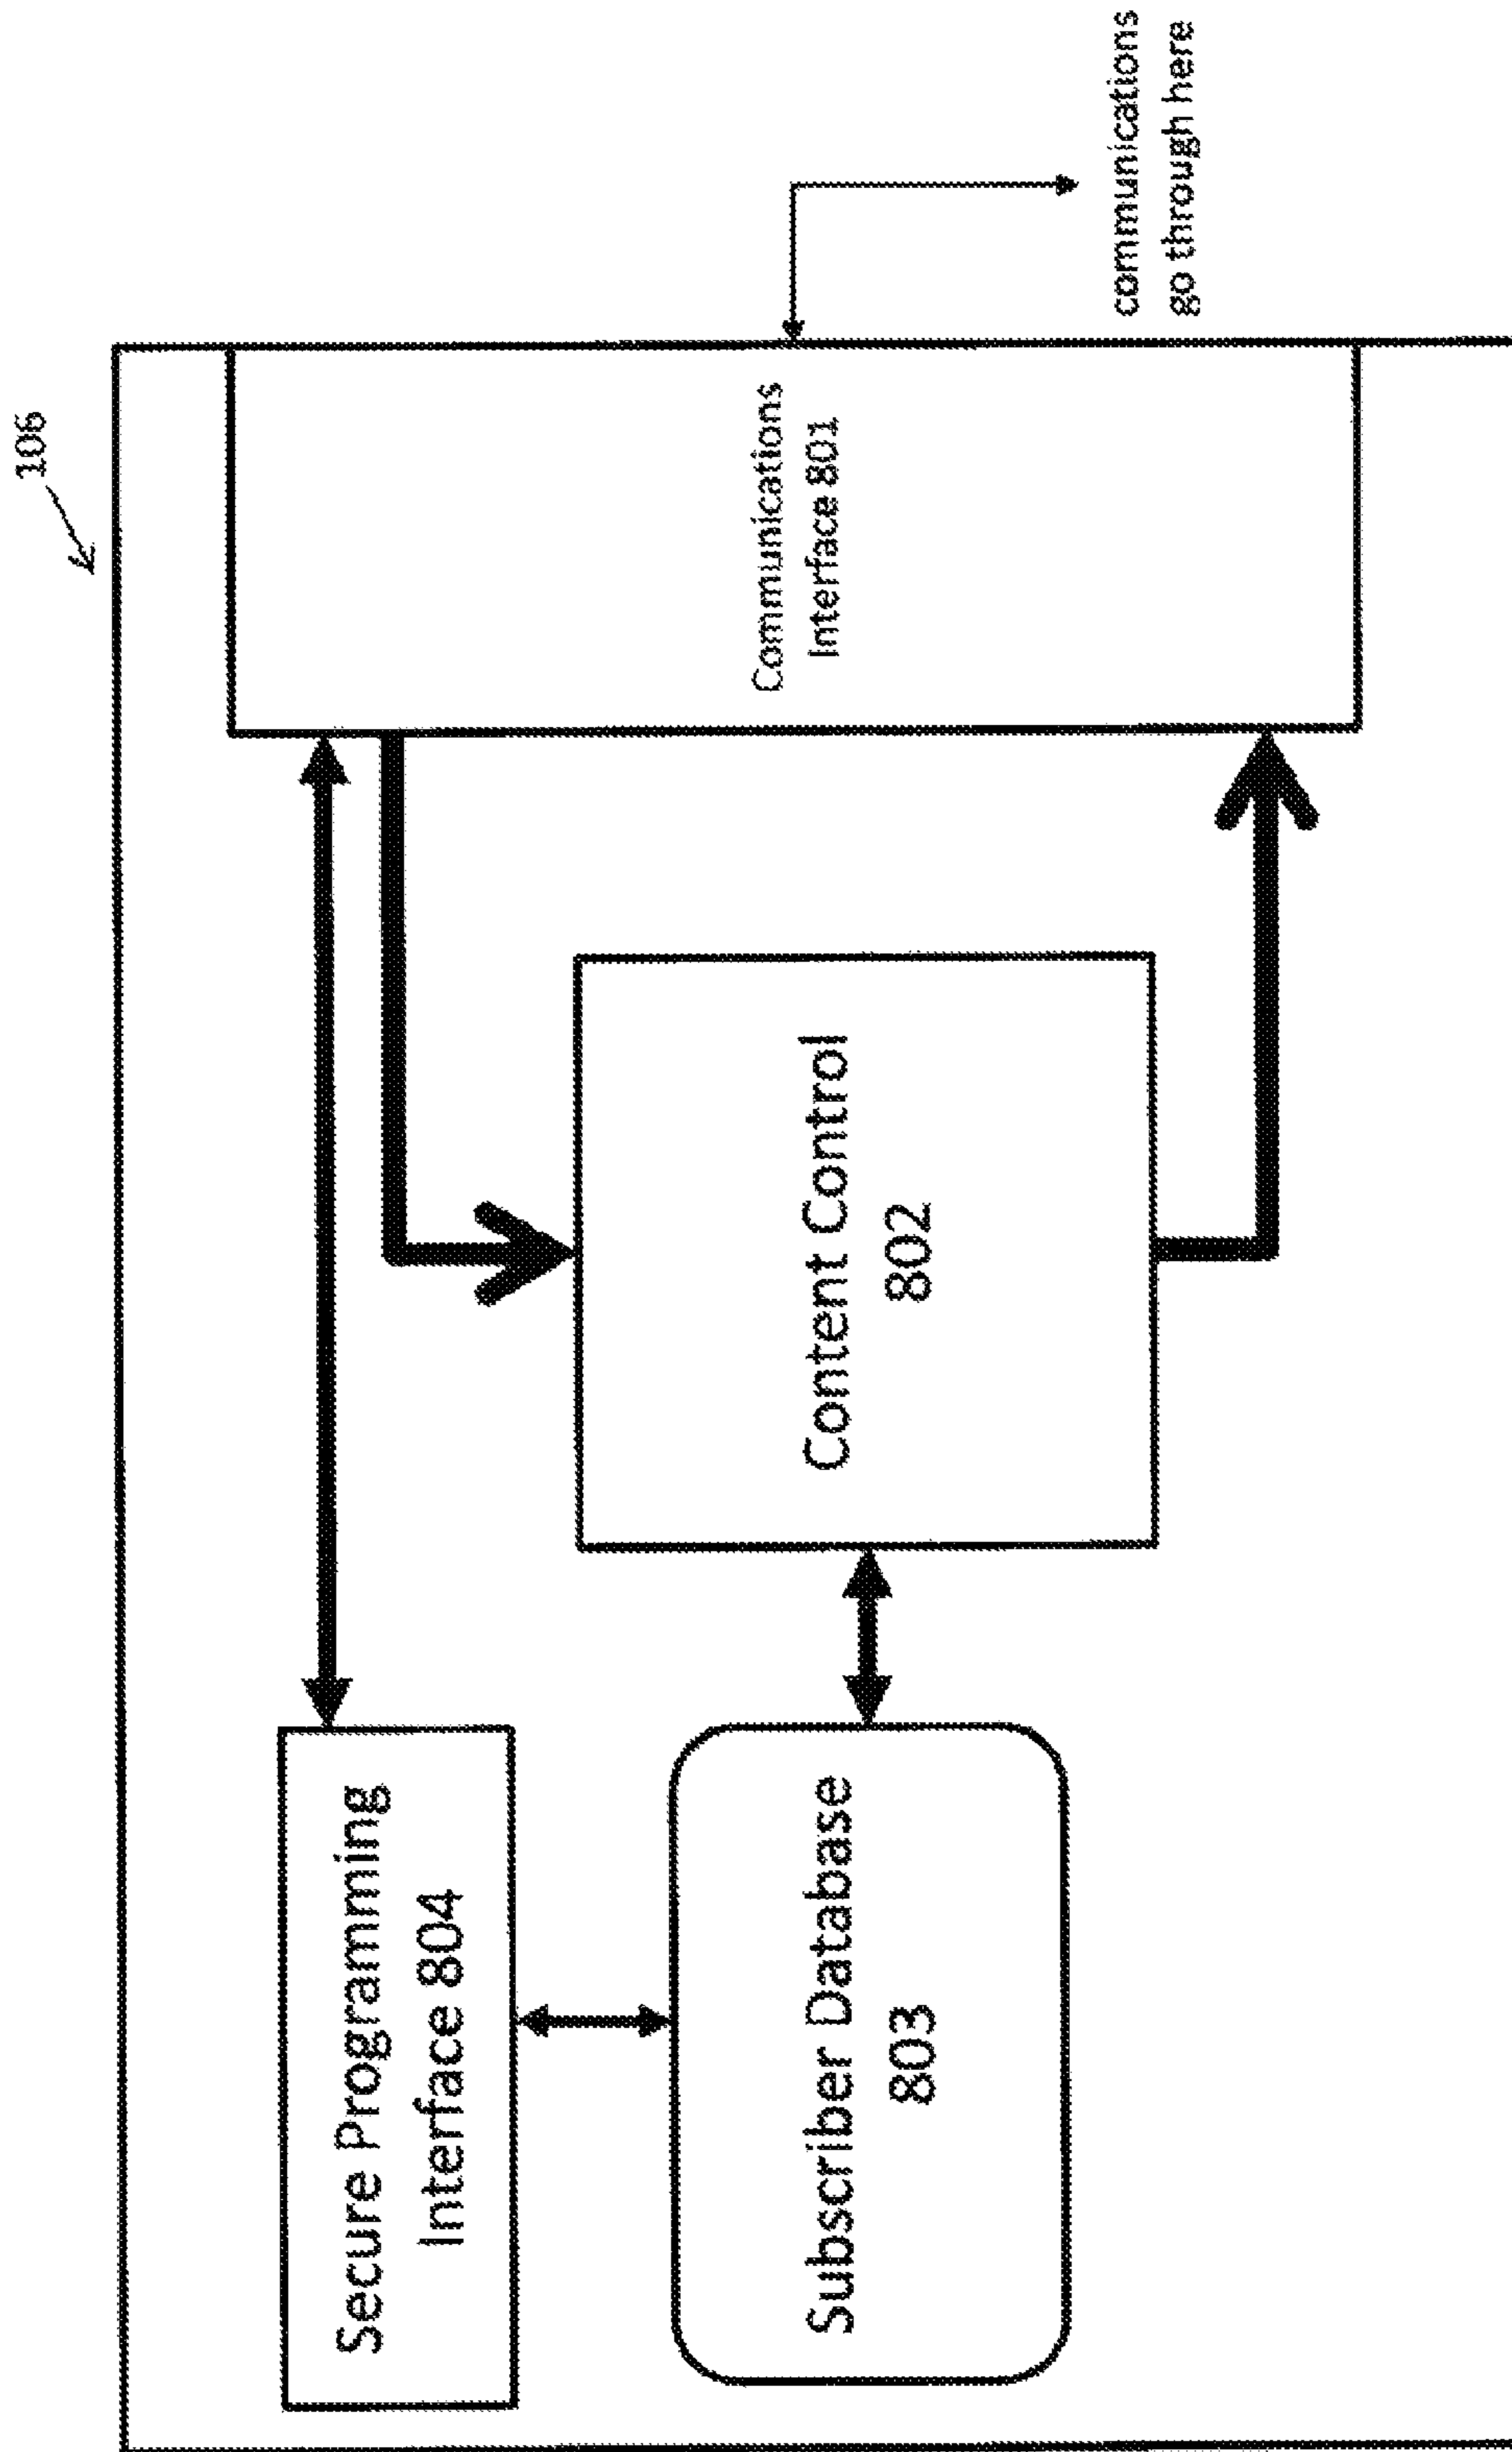 106
Secure Programming
Interface 804
Communications
Interface 801
communications
go through here
Content Control
802
Subscriber Database
803